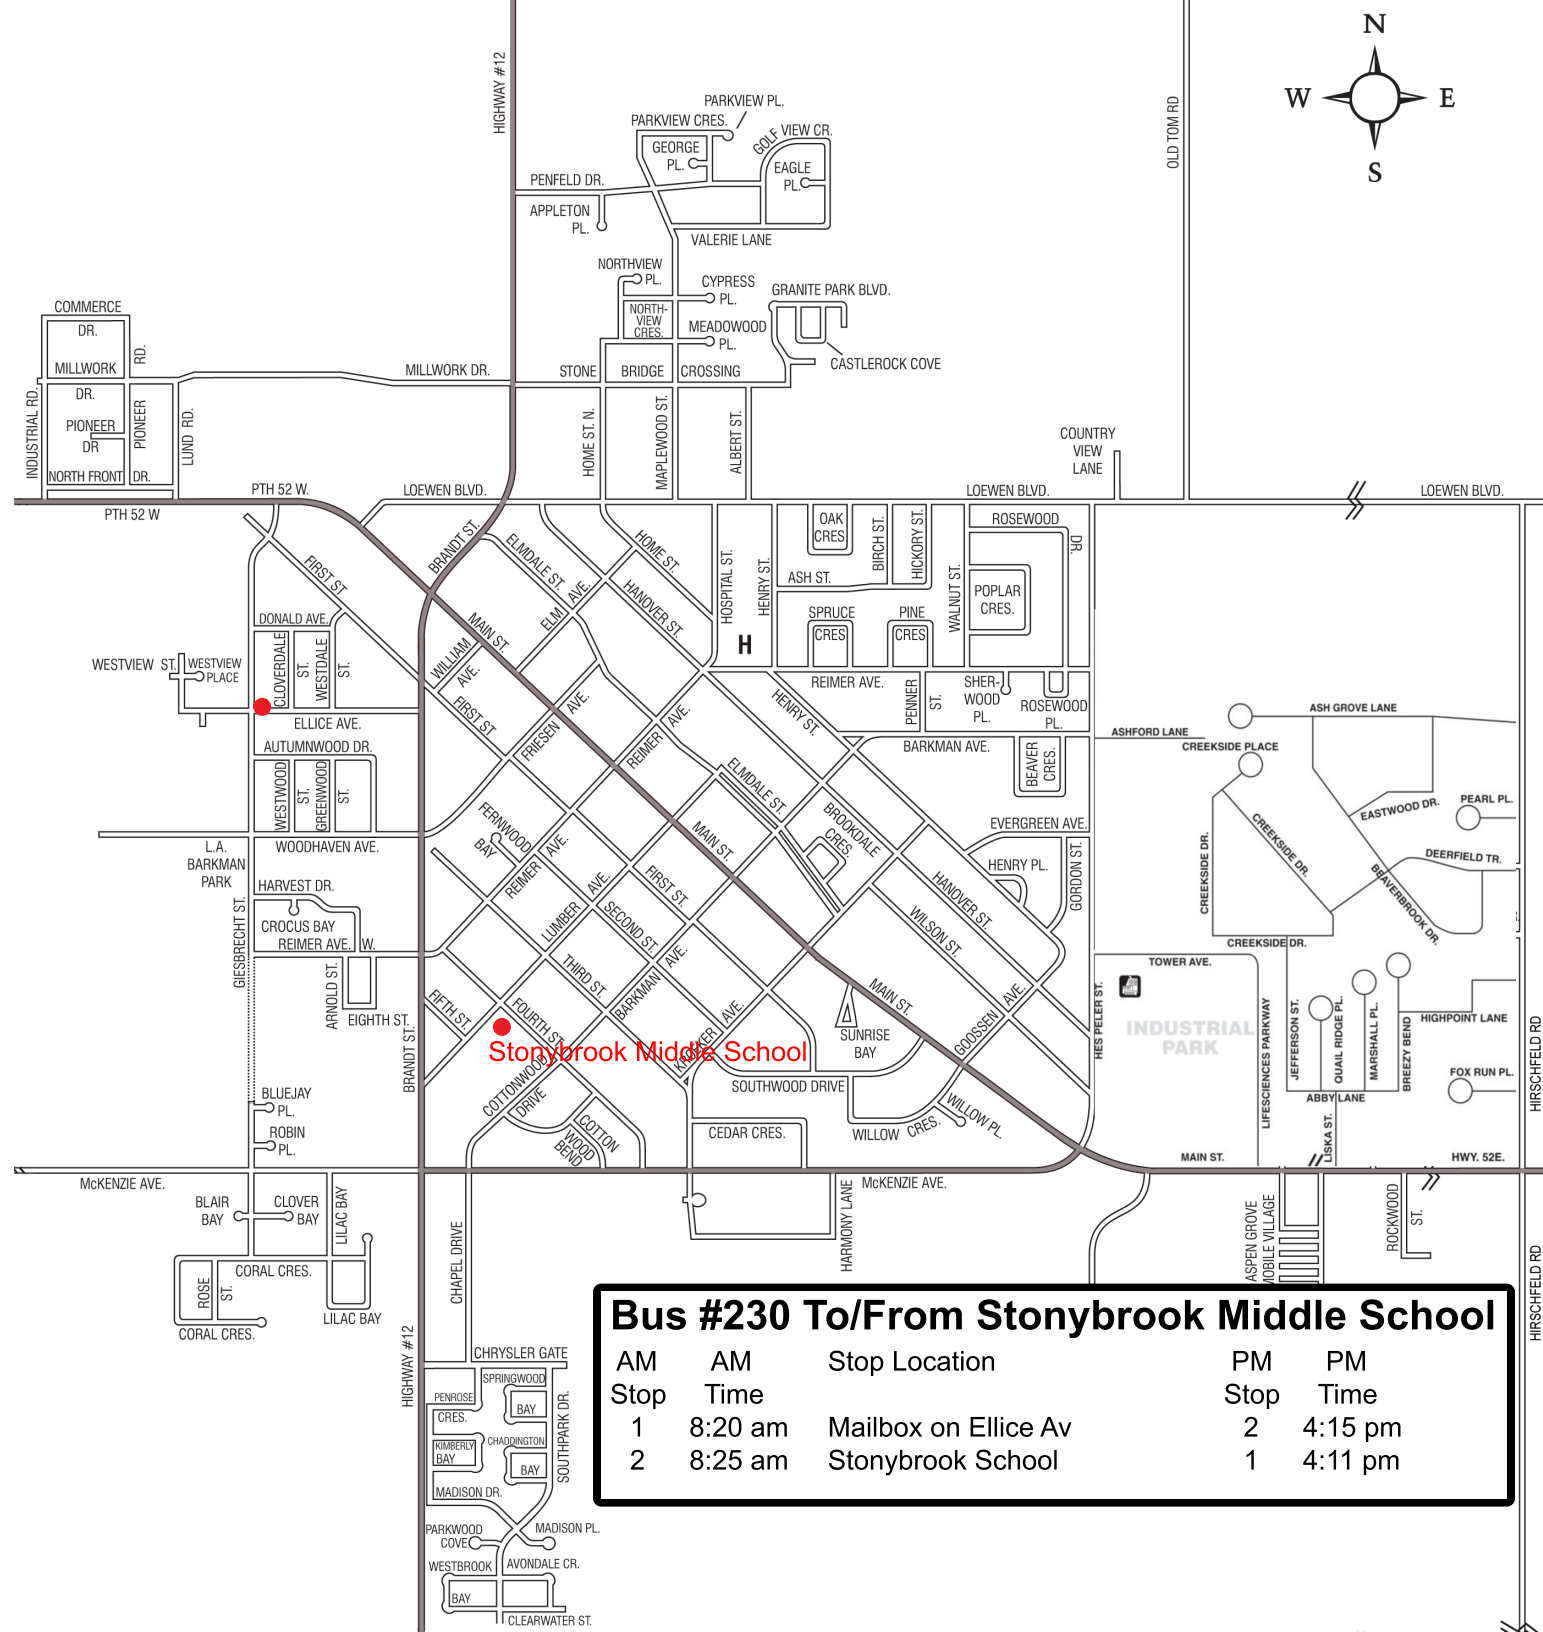 N
W E
S
HIGHWAY #12
OLD TOM RD
PARKVIEW PL.
PARKVIEW CRES.
GOLF VIEW CR.
GEORGE
PL.
EAGLE
PL.
PENFELD DR.
APPLETON
PL.
VALERIE LANE
NORTHVIEW
PL.
CYPRESS
PL.
GRANITE PARK BLVD.
NORTH-
VIEW
CRES.
MEADOWOOD
PL.
CASTLEROCK COVE
COMMERCE
DR.
MILLWORK
DR.
RD.
PIONEER
PIONEER
DR
INDUSTRIAL RD.
LUND RD.
NORTH FRONT DR.
MILLWORK DR.
STONE BRIDGE CROSSING
HOME ST. N.
MAPLEWOOD ST.
ALBERT ST.
COUNTRY
VIEW
LANE
PTH 52 W.
PTH 52 W
LOEWEN BLVD.
LOEWEN BLVD.
LOEWEN BLVD.
BRANDT ST.
ELMDALE ST.
HOME ST.
HANOVER ST.
ELM AVE.
HOSPITAL ST.
HENRY ST.
OAK
CRES
BIRCH ST.
HICKORY ST.
ROSEWOOD
DR.
ASH ST.
WALNUT ST.
POPLAR
CRES.
SPRUCE
CRES
PINE
CRES
H
FIRST ST
DONALD AVE.
MAIN ST.
WILLIAM
AVE.
WESTVIEW ST.
WESTVIEW
PLACE
CLOVERDALE
ST.
WESTDALE
ST.
ELLICE AVE.
FIRST ST
FRIESEN AVE.
REIMER AVE.
HENRY ST.
REIMER AVE.
PENNER
ST.
SHER-
WOOD
PL.
ROSEWOOD
PL.
BARKMAN AVE.
BEAVER
CRES.
ASHFORD LANE
ASH GROVE LANE
CREEKSIDE PLACE
EASTWOOD DR.
PEARL PL.
CREEKSIDE DR.
CREEKSIDE DR.
BEAVERBROOK DR.
DEERFIELD TR.
CREEKSIDE DR.
AUTUMNWOOD DR.
WESTWOOD
ST.
GREENWOOD
ST.
WOODHAVEN AVE.
L.A.
BARKMAN
PARK
HARVEST DR.
CROCUS BAY
REIMER AVE. W.
GIESBRECHT ST.
ARNOLD ST.
EIGHTH ST.
FERNWOOD
BAY
REIMER AVE.
LUMBER AVE.
ELMDALE ST.
MAIN ST.
BROOKDALE
CRES.
FIRST ST.
SECOND ST.
THIRD ST.
BARKMAN AVE.
EVERGREEN AVE.
HENRY PL.
GORDON ST.
HANOVER ST.
WILSON ST.
MAIN ST.
FIFTH ST.
FOURTH ST.
Stonybrook Middle School
KROKER AVE.
SUNRISE
BAY
GOOSSEN AVE.
TOWER AVE.
INDUSTRIAL
PARK
HESPELER ST.
LIFESCIENCES PARKWAY
JEFFERSON ST.
QUAIL RIDGE PL.
MARSHALL PL.
BREEZY BEND
HIGHPOINT LANE
FOX RUN PL.
ABBY LANE
LISKA ST.
HIRSCHFELD RD
BRANDT ST.
COTTONWOOD
DRIVE
COTTON
WOOD
BEND
SOUTHWOOD DRIVE
CEDAR CRES.
WILLOW CRES.
WILLOW PL.
BLUEJAY
PL.
ROBIN
PL.
McKENZIE AVE.
McKENZIE AVE.
MAIN ST.
HWY. 52E.
BLAIR
BAY
CLOVER
BAY
LILAC BAY
CORAL CRES.
ROSE
ST.
LILAC BAY
CORAL CRES.
CHAPEL DRIVE
HARMONY LANE
ASPEN GROVE
MOBILE VILLAGE
ROCKWOOD
ST.
HIRSCHFELD RD
HIGHWAY #12
CHRYSLER GATE
SPRINGWOOD
BAY
PENROSE
CRES.
KIMBERLY
BAY
CHADDINGTON
BAY
SOUTHPARK DR.
MADISON DR.
PARKWOOD
COVE
MADISON PL.
WESTBROOK
BAY
AVONDALE CR.
CLEARWATER ST.
Bus #230 To/From Stonybrook Middle School
AM AM Stop Location PM PM
Stop Time Stop Time
1 8:20 am Mailbox on Ellice Av 2 4:15 pm
2 8:25 am Stonybrook School 1 4:11 pm